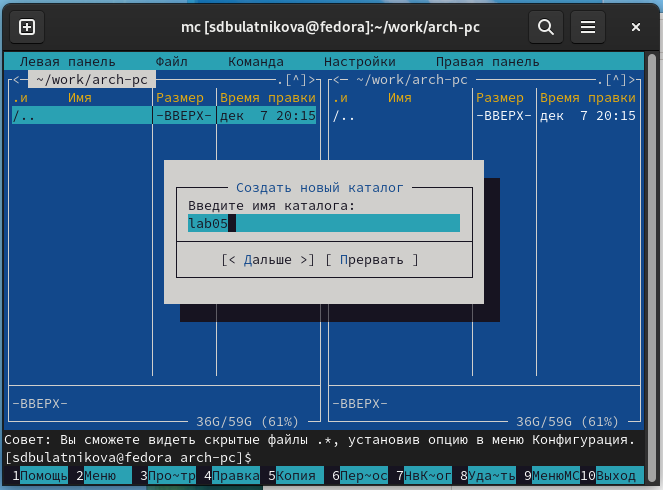 mc [sdbulatnikova@fedora]:~/work/arch-pc
Левая панель Файл Команда Настройки Правая панель
<─ ~/work/arch-pc ─.[^]>
<─ ~/work/arch-pc ─.[^]>
.и Имя Размер Время правки .и Имя Размер Время правки
/.. -ВВЕРХ- дек 7 20:15 /.. -ВВЕРХ- дек 7 20:15
Создать новый каталог
Введите имя каталога:
lab05
[< Дальше >] [ Прервать ]
-ВВЕРХ- -ВВЕРХ-
36G/59G (61%) 36G/59G (61%)
Совет: Вы сможете видеть скрытые файлы .*, установив опцию в меню Конфигурация.
[sdbulatnikova@fedora arch-pc]$
1Помощь 2Меню 3Про~тр 4Правка 5Копия 6Пер~ос 7НвК~ог 8Уда~ть 9МенюMC 10Выход